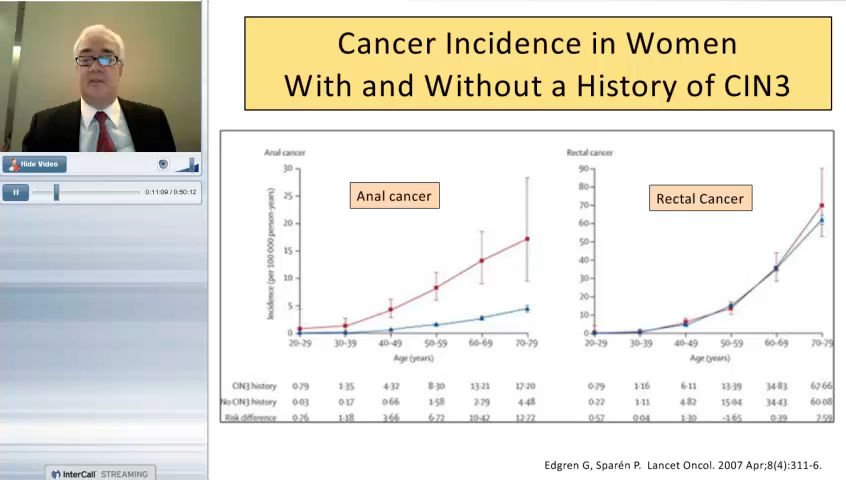 Cancer Incidence in Women
With and Without a History of CIN3
Hide Video
0:11:09 / 0:50:12
Anal cancer
Anal cancer
Incidence (per 100 000 person-years)
30
25
20
15
10
5
0
20-29 30-39 40-49 50-59 60-69 70-79
Age (years)
CIN3 history 0·79 1·35 4·32 8·30 13·21 17·20
No CIN3 history 0·03 0·17 0·66 1·58 2·79 4·48
Risk difference 0·76 1·18 3·66 6·72 10·42 12·72
Rectal cancer
Rectal Cancer
90
80
70
60
50
40
30
20
10
0
20-29 30-39 40-49 50-59 60-69 70-79
Age (years)
0·79 1·16 6·11 13·39 34·83 67·66
0·22 1·11 4·82 15·04 34·43 60·08
0·57 0·04 1·30 -1·65 0·39 7·59
Edgren G, Sparén P. Lancet Oncol. 2007 Apr;8(4):311-6.
InterCall STREAMING